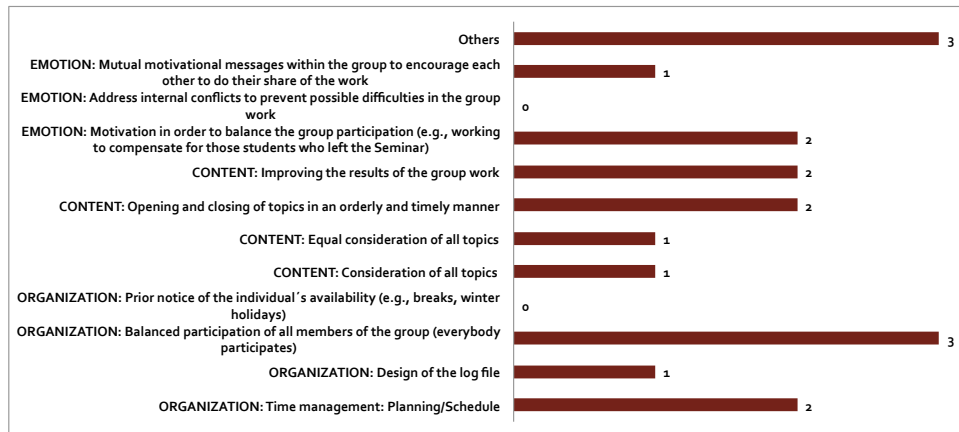 Others
3
EMOTION: Mutual motivational messages within the group to encourage each
other to do their share of the work
1
EMOTION: Address internal conflicts to prevent possible difficulties in the group
work
0
EMOTION: Motivation in order to balance the group participation (e.g., working
to compensate for those students who left the Seminar)
2
CONTENT: Improving the results of the group work
2
CONTENT: Opening and closing of topics in an orderly and timely manner
2
CONTENT: Equal consideration of all topics
1
CONTENT: Consideration of all topics
1
ORGANIZATION: Prior notice of the individual´s availability (e.g., breaks, winter
holidays)
0
ORGANIZATION: Balanced participation of all members of the group (everybody
participates)
3
ORGANIZATION: Design of the log file
1
ORGANIZATION: Time management: Planning/Schedule
2